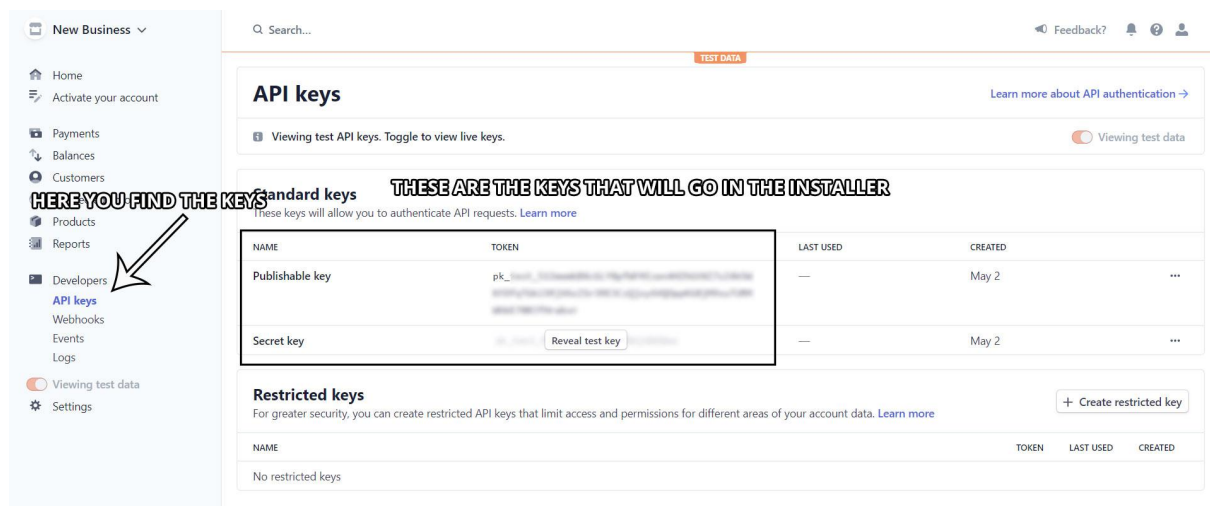 New Business
Search...
Feedback?
TEST DATA
Home
Activate your account
Payments
Balances
Customers
Products
Reports
Developers
API keys
Webhooks
Events
Logs
Viewing test data
Settings
HERE YOU FIND THE KEYS
API keys
Learn more about API authentication →
Viewing test API keys. Toggle to view live keys.
Viewing test data
THESE ARE THE KEYS THAT WILL GO IN THE INSTALLER
Standard keys
These keys will allow you to authenticate API requests. Learn more
NAME TOKEN LAST USED CREATED
Publishable key pk_ — May 2 ...
Secret key Reveal test key — May 2 ...
Restricted keys
For greater security, you can create restricted API keys that limit access and permissions for different areas of your account data. Learn more
+ Create restricted key
NAME TOKEN LAST USED CREATED
No restricted keys